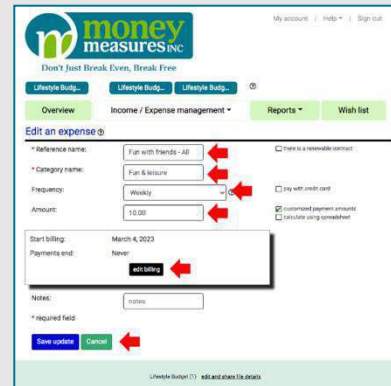 My account | Help | Sign out
money
measures INC
Don't Just Break Even, Break Free
Lifestyle Budg... Lifestyle Budg... Lifestyle Budg...
Overview Income / Expense management Reports Wish list
Edit an expense
* Reference name: Fun with friends - All there is a renewable contract
* Category name: Fun & leisure
Frequency: Weekly pay with credit card
Amount: 10.00 customized payment amounts
calculate using spreadsheet
Start billing: March 4, 2023
Payments end: Never
edit billing
Notes: notes
* required field
Save update Cancel
Lifestyle Budget (1) edit and share file details